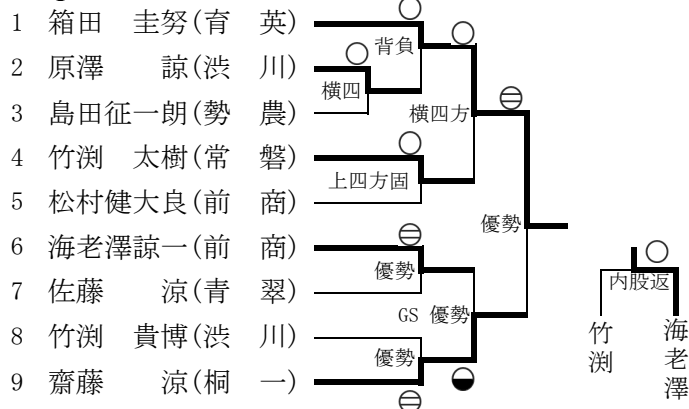 1 箱田　圭努(育　英)
2 原澤　　諒(渋　川)
3 島田征一朗(勢　農)
4 竹渕　太樹(常　磐)
5 松村健大良(前　商)
6 海老澤諒一(前　商)
7 佐藤　　涼(青　翠)
8 竹渕　貴博(渋　川)
9 齋藤　　涼(桐　一)
背負
横四
横四方
上四方固
優勢
優勢
GS 優勢
優勢
内股返
竹渕
海老澤